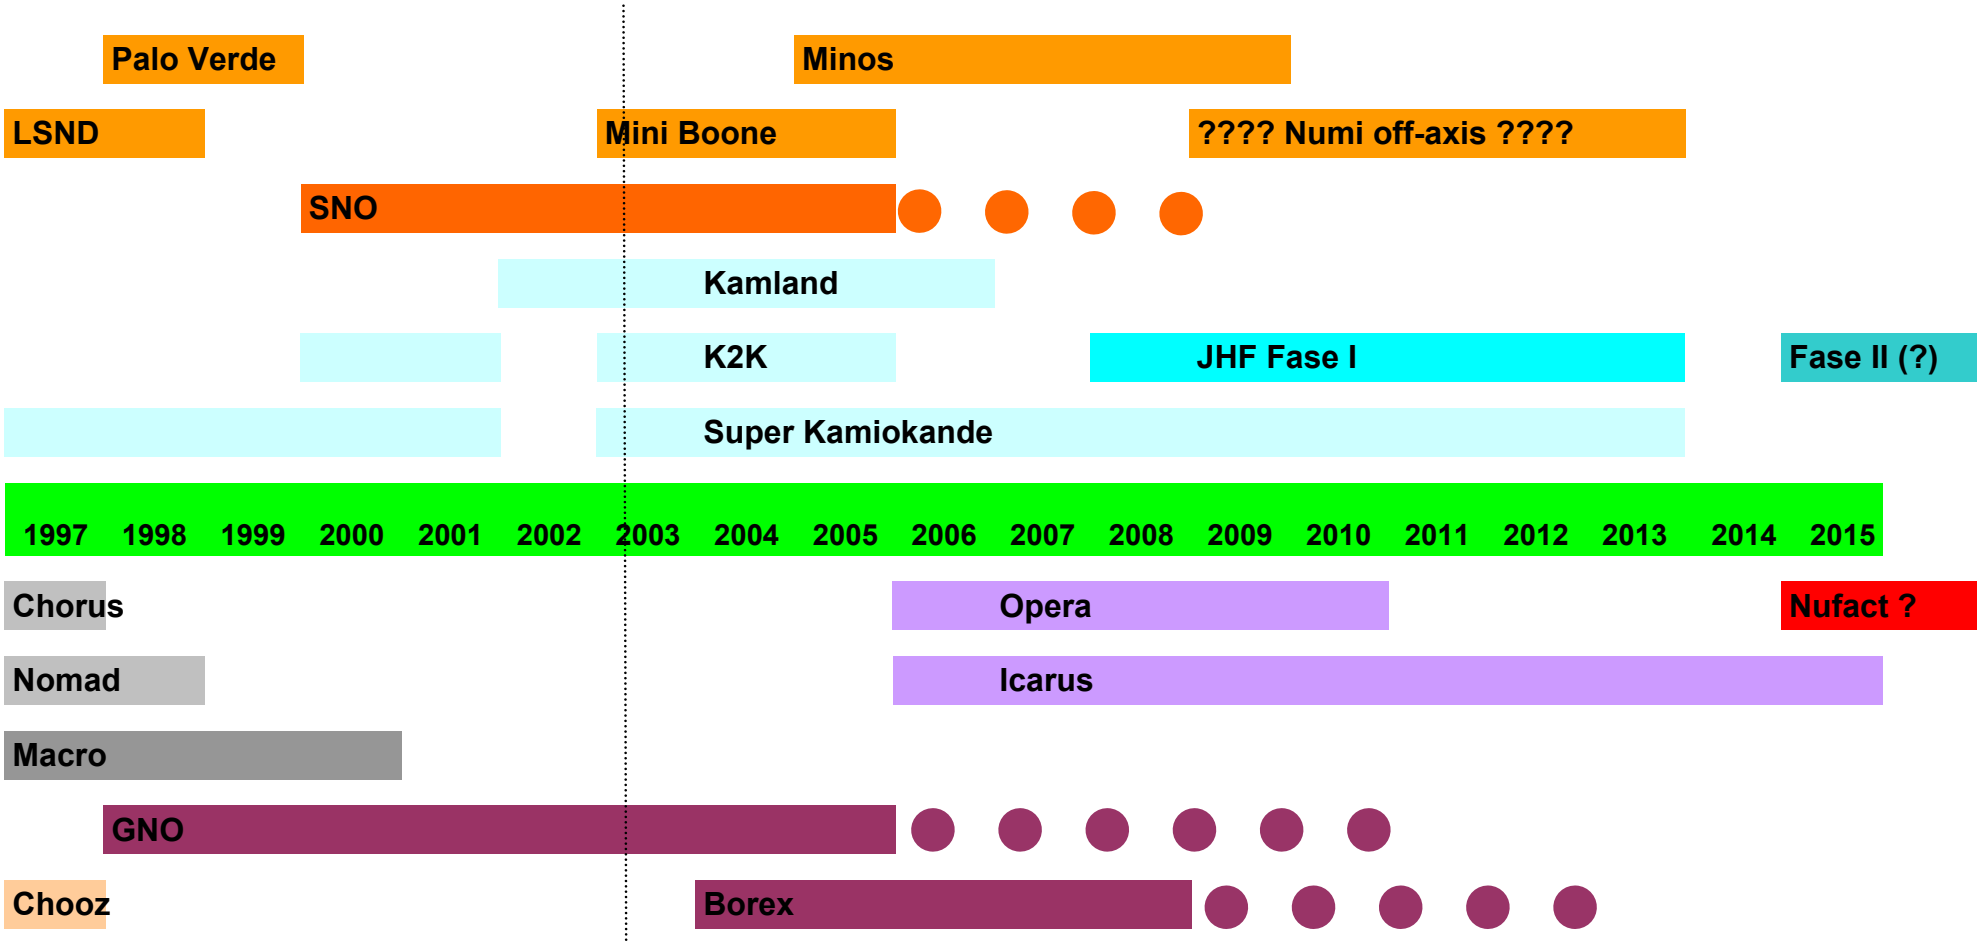 Palo Verde Minos
LSND Mini Boone ???? Numi off-axis ????
SNO
Kamland
K2K JHF Fase I Fase II (?)
Super Kamiokande
1997 1998 1999 2000 2001 2002 2003 2004 2005 2006 2007 2008 2009 2010 2011 2012 2013 2014 2015
Chorus Opera Nufact ?
Nomad Icarus
Macro
GNO
Chooz Borex